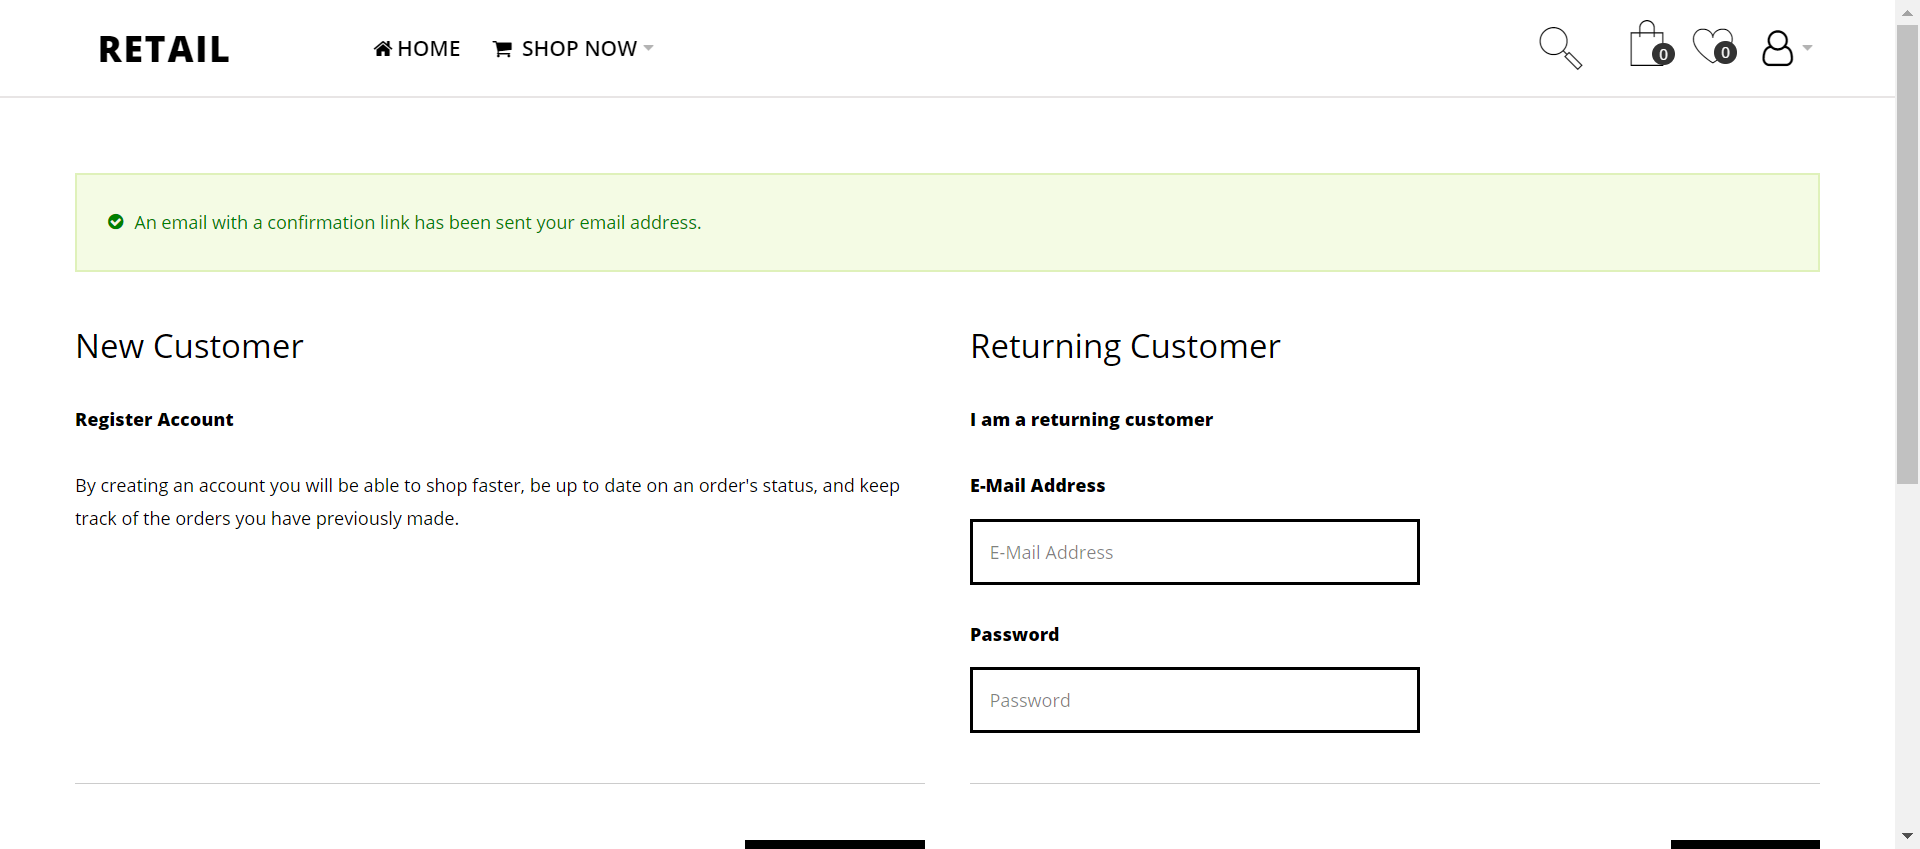 RETAIL
HOME
SHOP NOW
0
0
An email with a confirmation link has been sent your email address.
New Customer
Register Account
By creating an account you will be able to shop faster, be up to date on an order's status, and keep
track of the orders you have previously made.
Returning Customer
I am a returning customer
E-Mail Address
E-Mail Address
Password
Password